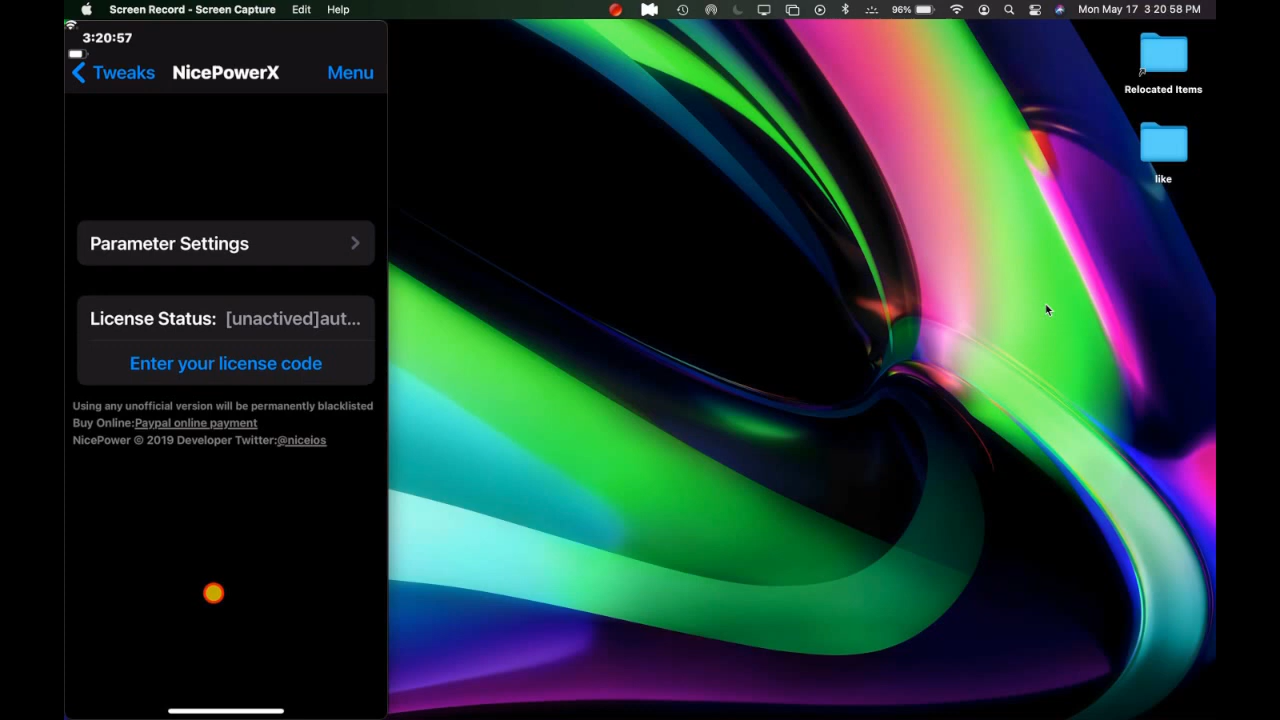 Screen Record - Screen Capture Edit Help 96% Mon May 17 3 20 58 PM
3:20:57
Tweaks NicePowerX Menu
Parameter Settings
License Status: [unactived]aut...
Enter your license code
Using any unofficial version will be permanently blacklisted
Buy Online:Paypal online payment
NicePower © 2019 Developer Twitter:@niceios
Relocated Items
like